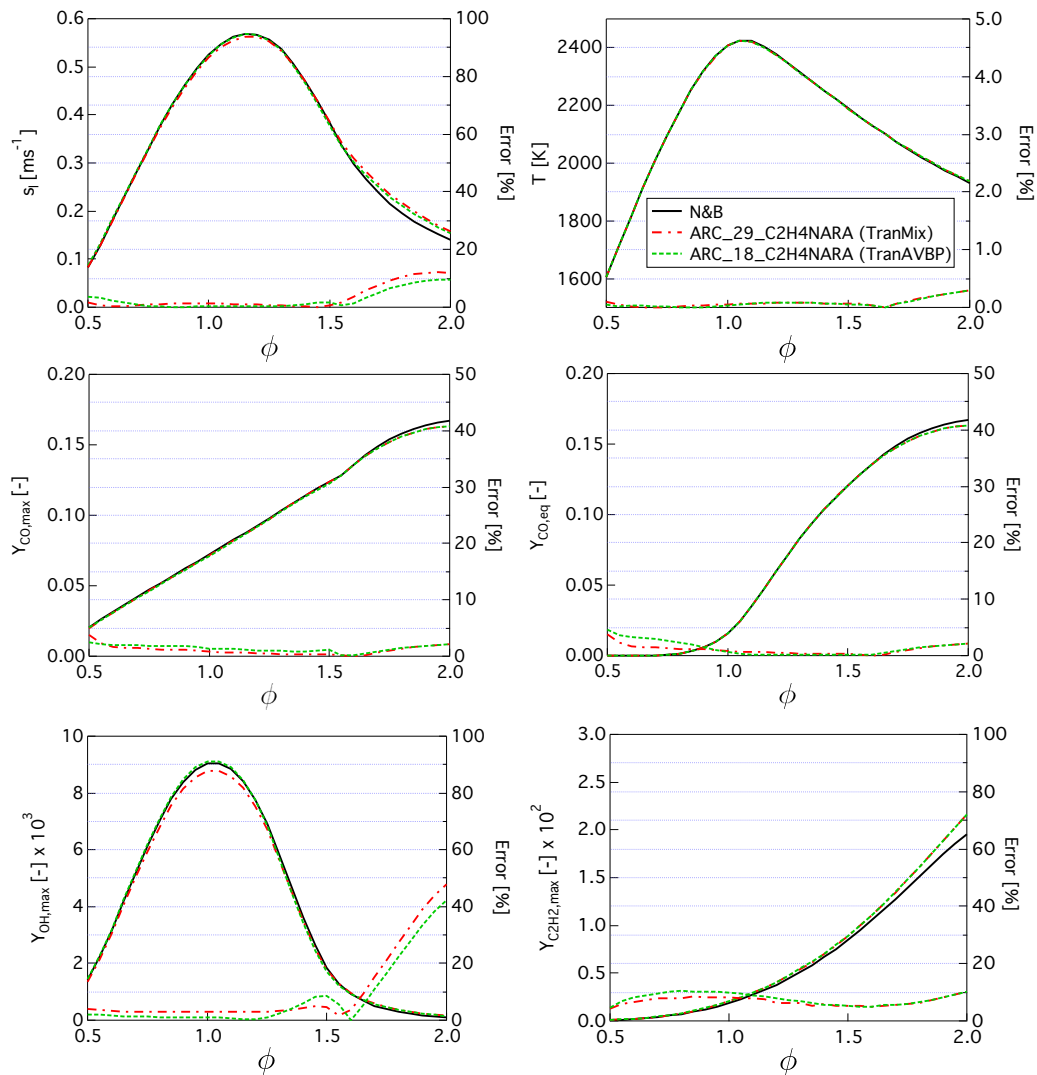 0.6
0.5
0.4
0.3
0.2
0.1
0.0
s_l [ms^-1]
100
80
60
40
20
0
Error [%]
0.5 1.0 1.5 2.0
ϕ
2400
2200
2000
1800
1600
T [K]
5.0
4.0
3.0
2.0
1.0
0.0
Error [%]
N&B
ARC_29_C2H4NARA (TranMix)
ARC_18_C2H4NARA (TranAVBP)
0.5 1.0 1.5 2.0
ϕ
0.20
0.15
0.10
0.05
0.00
Y_CO,max [-]
50
40
30
20
10
0
Error [%]
0.5 1.0 1.5 2.0
ϕ
0.20
0.15
0.10
0.05
0.00
Y_CO,eq [-]
50
40
30
20
10
0
Error [%]
0.5 1.0 1.5 2.0
ϕ
10
8
6
4
2
0
Y_OH,max [-] x 10^3
100
80
60
40
20
0
Error [%]
0.5 1.0 1.5 2.0
ϕ
3.0
2.5
2.0
1.5
1.0
0.5
0.0
Y_C2H2,max [-] x 10^2
100
80
60
40
20
0
Error [%]
0.5 1.0 1.5 2.0
ϕ